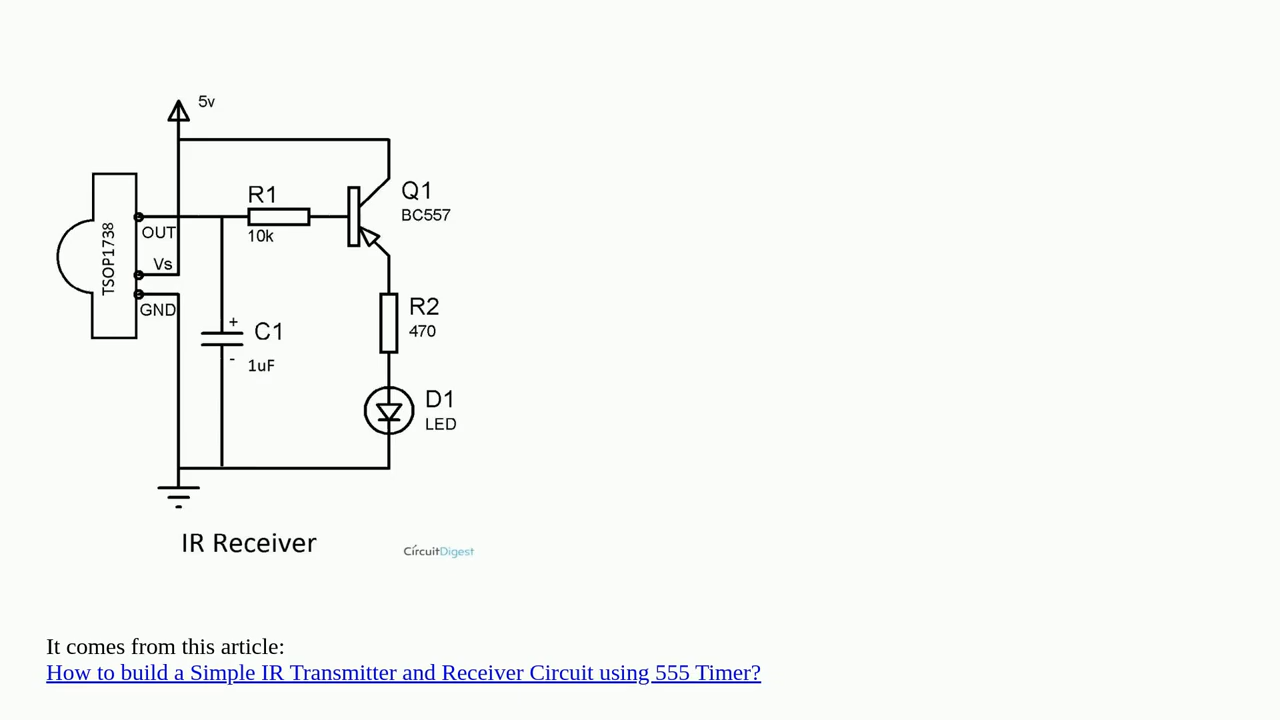 5v
R1
10k
Q1
BC557
TSOP1738
OUT
Vs
GND
+
C1
-
1uF
R2
470
D1
LED
IR Receiver
CircuitDigest
It comes from this article:
How to build a Simple IR Transmitter and Receiver Circuit using 555 Timer?